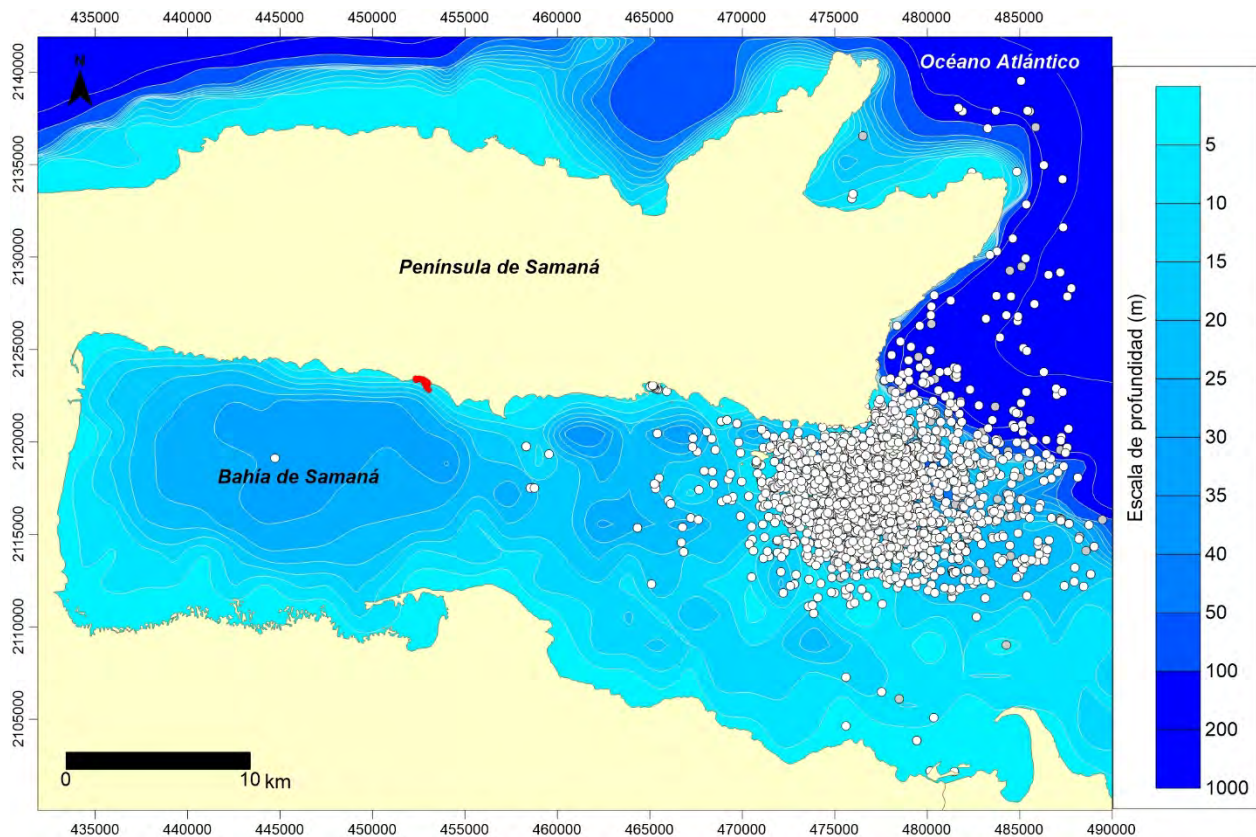 435000 440000 445000 450000 455000 460000 465000 470000 475000 480000 485000
Océano Atlántico
N
2140000
2135000
2130000
2125000
2120000
2115000
2110000
2105000
Península de Samaná
Bahía de Samaná
0 10 km
435000 440000 445000 450000 455000 460000 465000 470000 475000 480000 485000 490000
Escala de profundidad (m)
5
10
15
20
25
30
35
40
50
100
200
1000